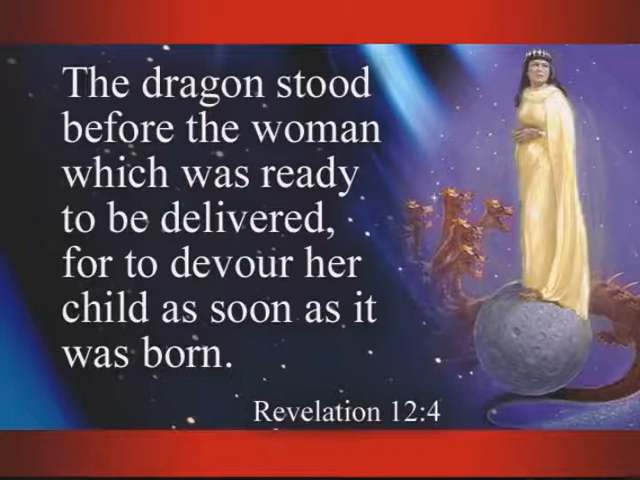 The dragon stood
before the woman
which was ready
to be delivered,
for to devour her
child as soon as it
was born.
Revelation 12:4